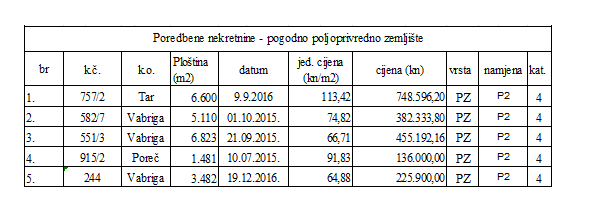 Poredbene nekretnine - pogodno poljoprivredno zemljište
br k.č. k.o. Ploština (m2) datum jed. cijena (kn/m2) cijena (kn) vrsta namjena kat.
1. 757/2 Tar 6.600 9.9.2016 113,42 748.596,20 PZ P2 4
2. 582/7 Vabriga 5.110 01.10.2015. 74,82 382.333,80 PZ P2 4
3. 551/3 Vabriga 6.823 21.09.2015. 66,71 455.192,16 PZ P2 4
4. 915/2 Poreč 1.481 10.07.2015. 91,83 136.000,00 PZ P2 4
5. 244 Vabriga 3.482 19.12.2016. 64,88 225.900,00 PZ P2 4